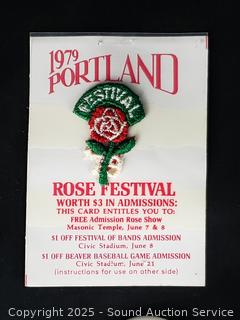 1979
PORTLAND
FESTIVAL
ROSE FESTIVAL
WORTH $3 IN ADMISSIONS:
THIS CARD ENTITLES YOU TO:
FREE Admission Rose Show
Masonic Temple, June 7 & 8
$1 OFF FESTIVAL OF BANDS ADMISSION
Civic Stadium, June 8
$1 OFF BEAVER BASEBALL GAME ADMISSION
Civic Stadium, June 21
(instructions for use on other side)
Copyright 2025 - Sound Auction Service